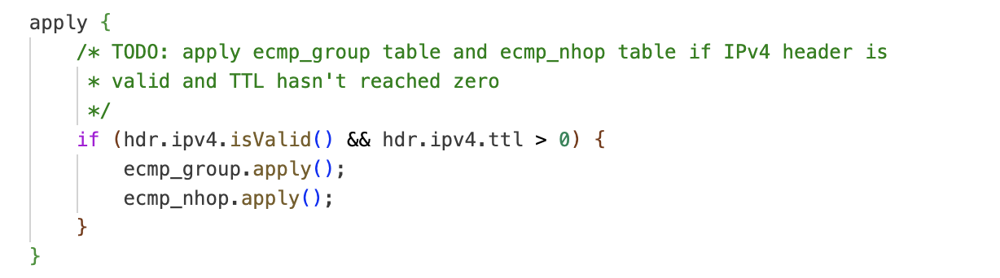 apply {
    /* TODO: apply ecmp_group table and ecmp_nhop table if IPv4 header is
     * valid and TTL hasn't reached zero
     */
    if (hdr.ipv4.isValid() && hdr.ipv4.ttl > 0) {
        ecmp_group.apply();
        ecmp_nhop.apply();
    }
}